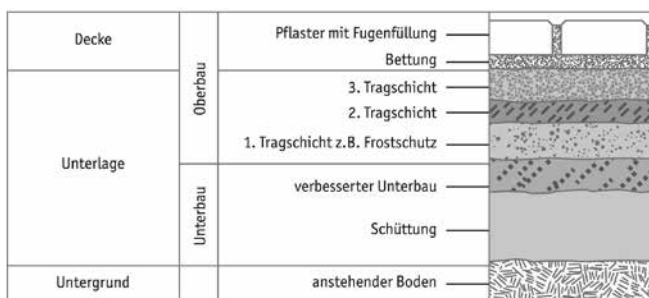 Decke
Unterlage
Untergrund
Oberbau
Unterbau
Pflaster mit Fugenfüllung
Bettung
3. Tragschicht
2. Tragschicht
1. Tragschicht z.B. Frostschutz
verbesserter Unterbau
Schüttung
anstehender Boden